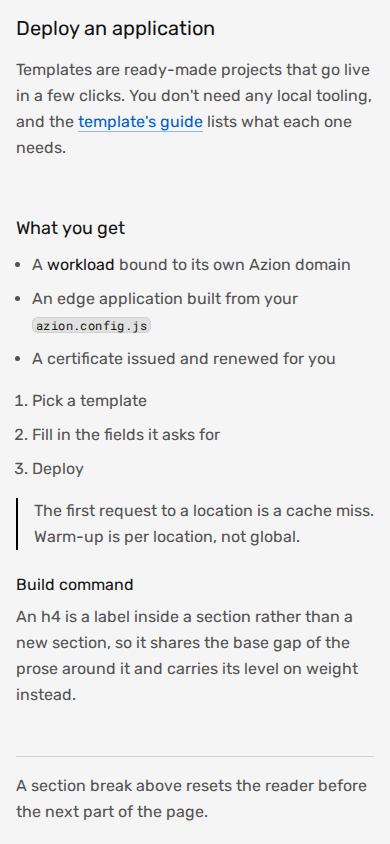 Deploy an application
Templates are ready-made projects that go live
in a few clicks. You don't need any local tooling,
and the template's guide lists what each one
needs.
What you get
• A workload bound to its own Azion domain
• An edge application built from your
azion.config.js
• A certificate issued and renewed for you
1. Pick a template
2. Fill in the fields it asks for
3. Deploy
The first request to a location is a cache miss.
Warm-up is per location, not global.
Build command
An h4 is a label inside a section rather than a
new section, so it shares the base gap of the
prose around it and carries its level on weight
instead.
A section break above resets the reader before
the next part of the page.